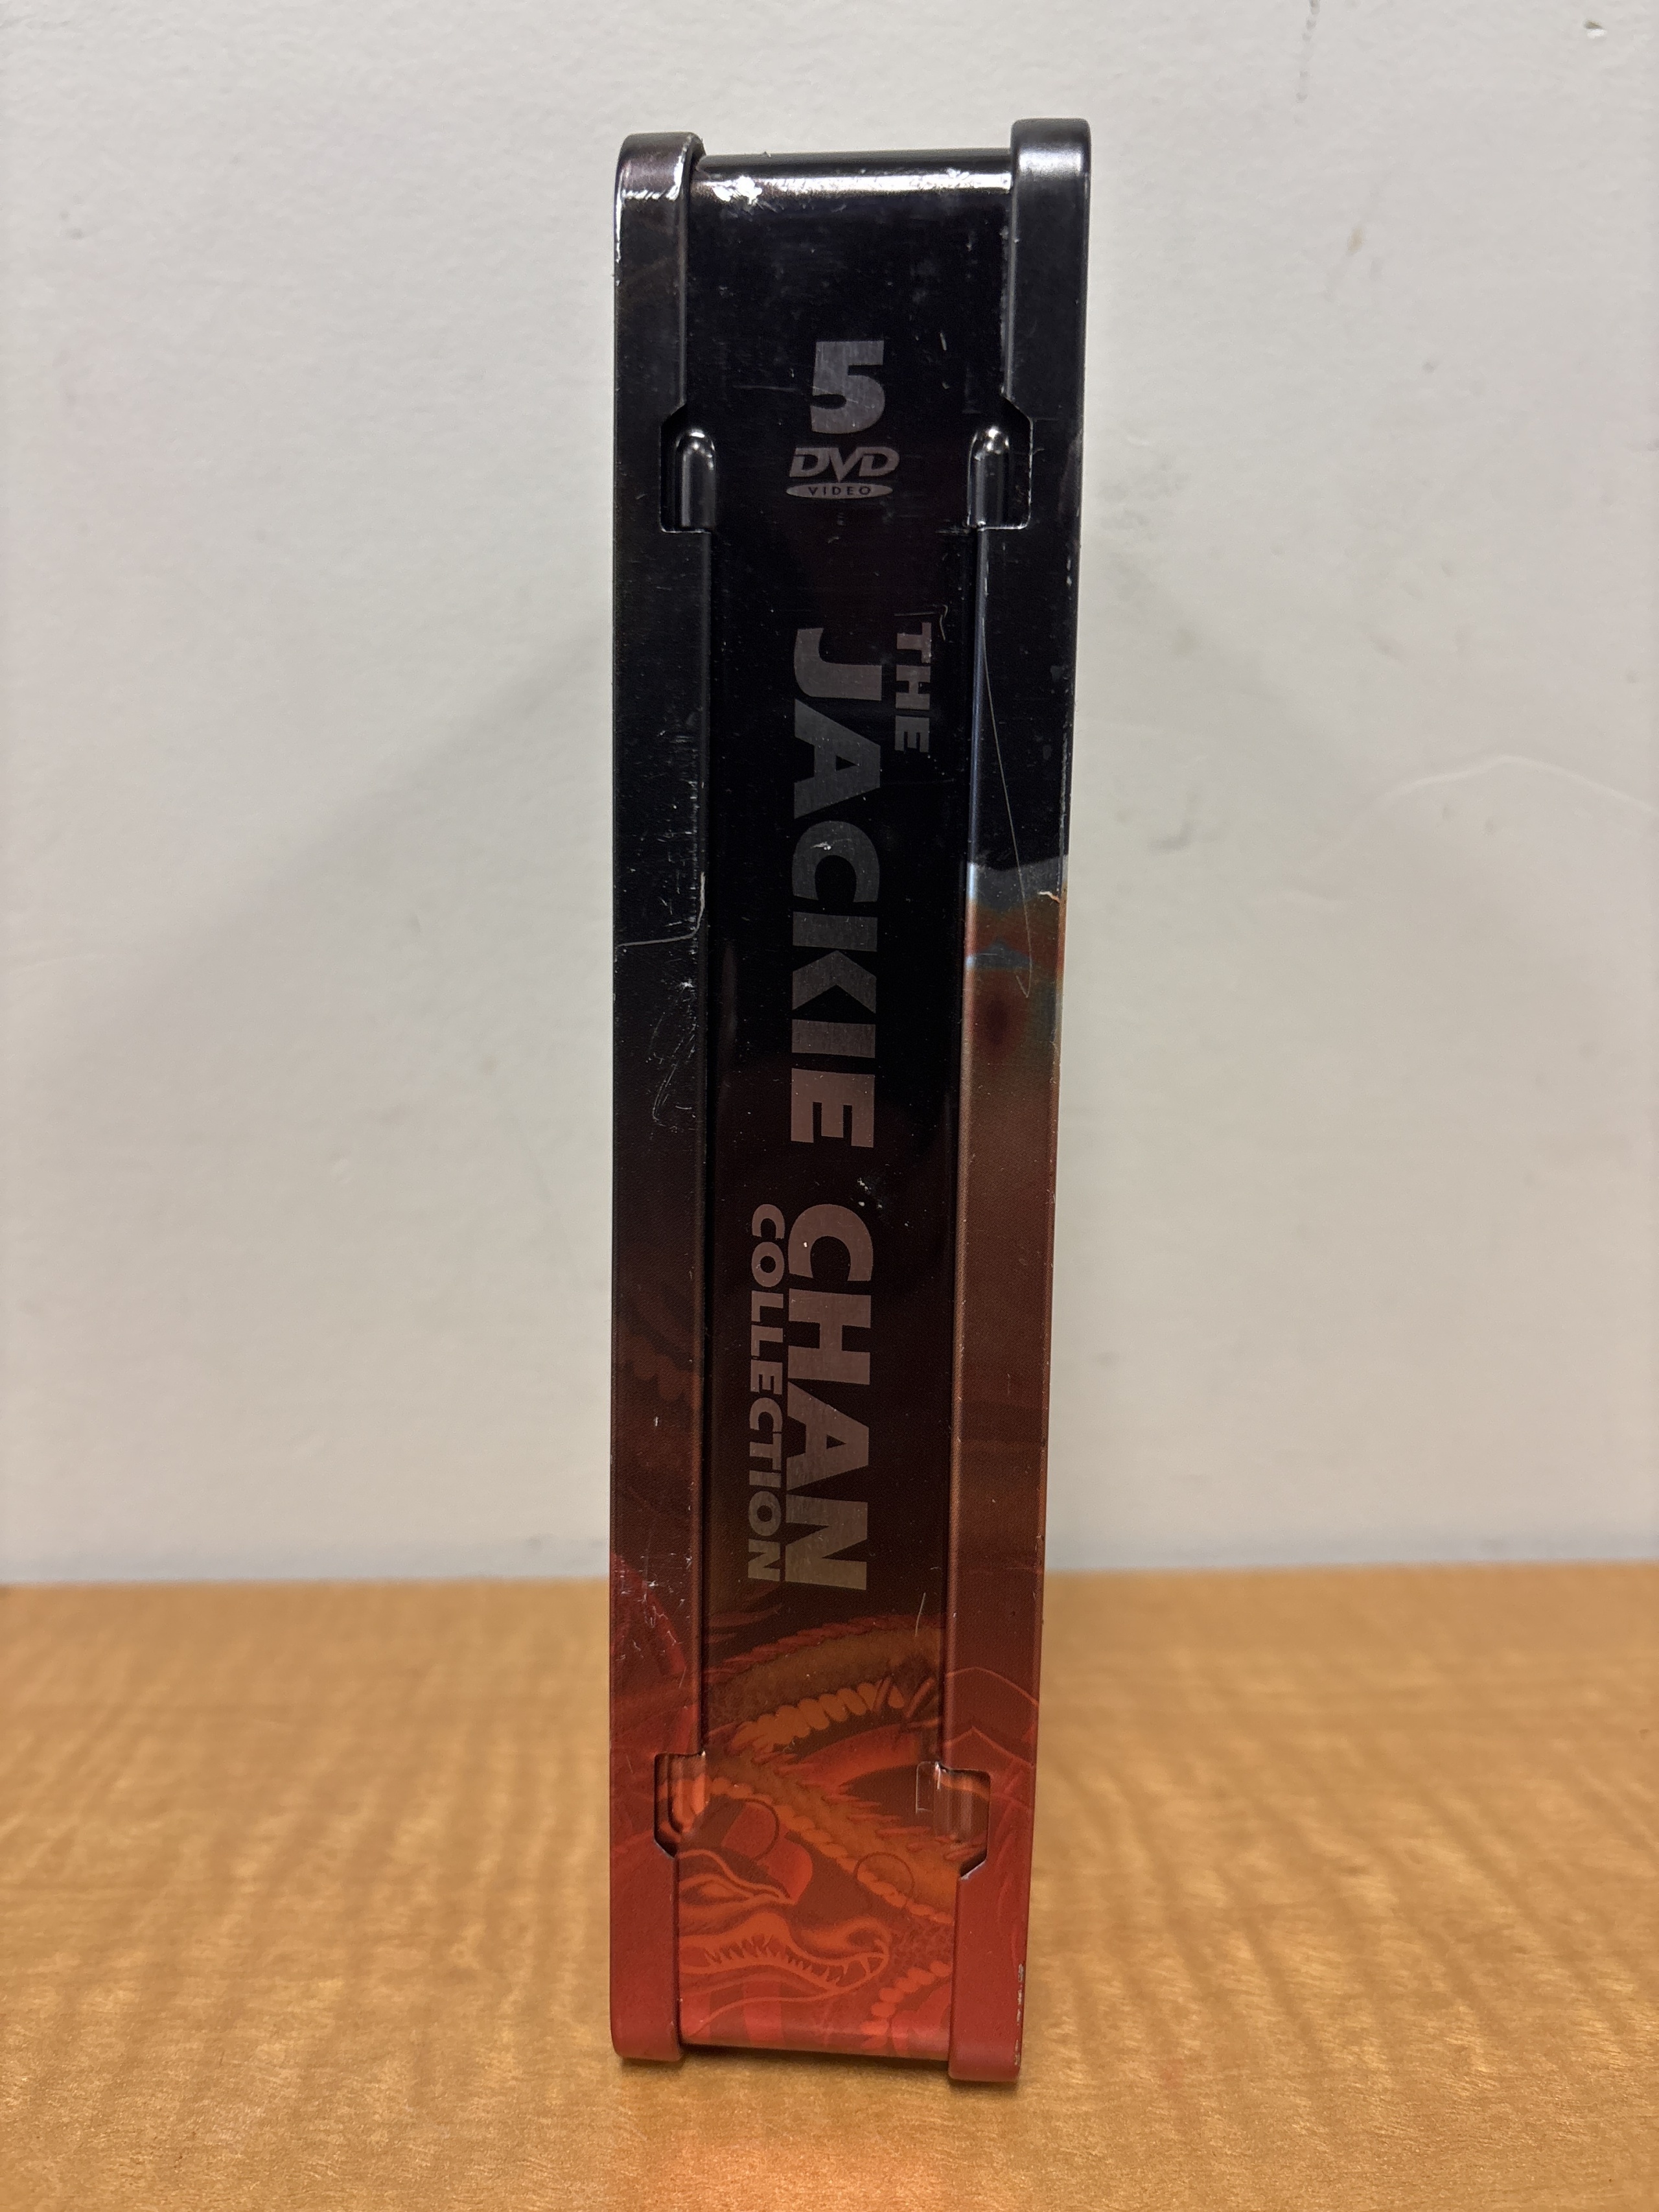 5
DVD
VIDEO
THE
JACKIE CHAN
COLLECTION